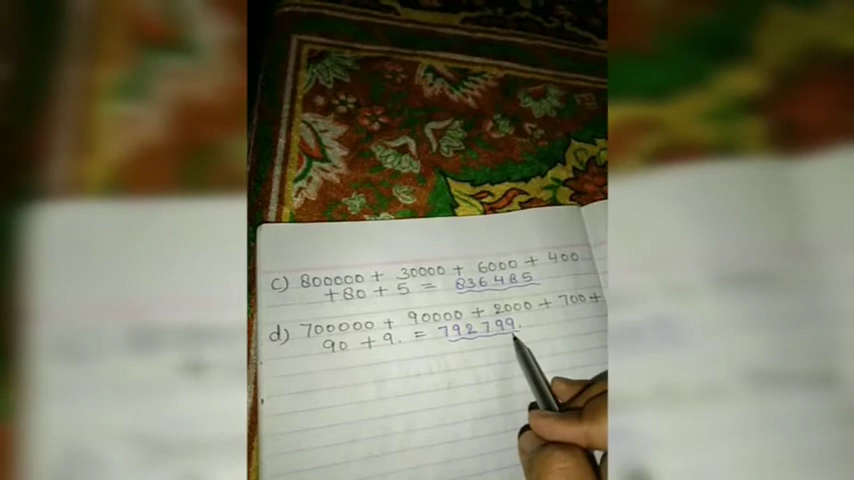 c) 800000 + 30000 + 6000 + 400
+80 + 5 = 836485
d) 700000 + 90000 + 2000 + 700 +
90 + 9. = 792799.